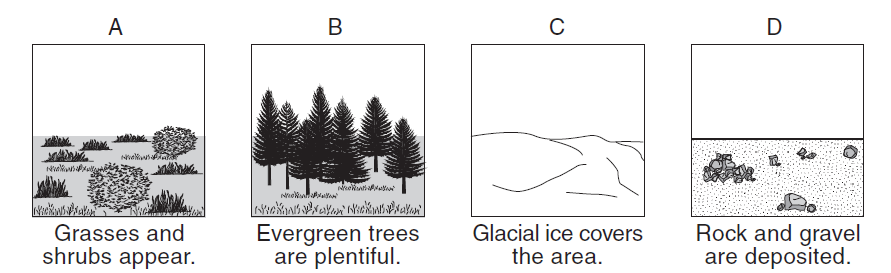 A
B
C
D
Grasses and
shrubs appear.
Evergreen trees
are plentiful.
Glacial ice covers
the area.
Rock and gravel
are deposited.